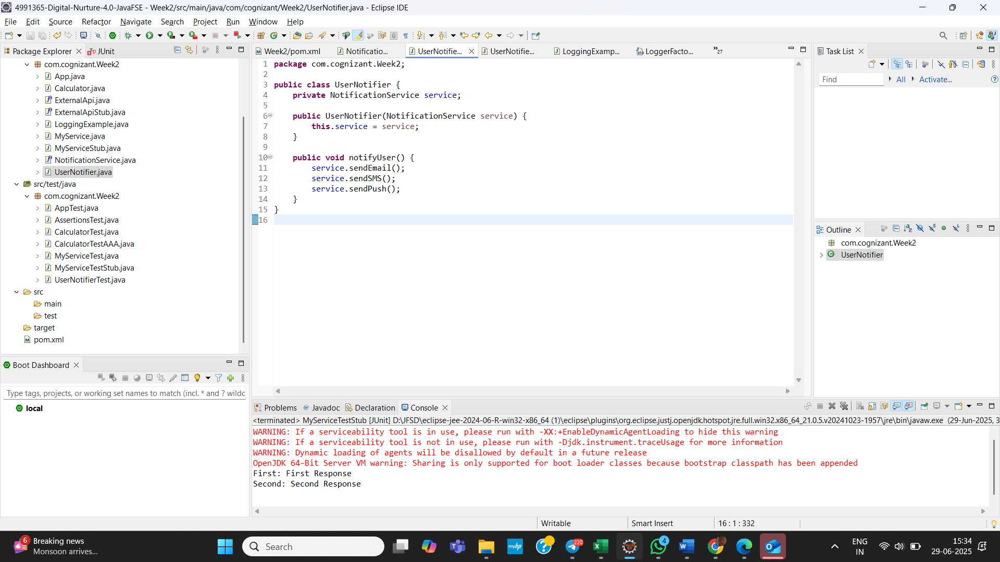 4991365-Digital-Nurture-4.0-JavaFSE - Week2/src/main/java/com/cognizant/Week2/UserNotifier.java - Eclipse IDE
File Edit Source Refactor Navigate Search Project Run Window Help
Package Explorer
JUnit
com.cognizant.Week2
App.java
Calculator.java
ExternalApi.java
ExternalApiStub.java
LoggingExample.java
MyService.java
MyServiceStub.java
NotificationService.java
UserNotifier.java
src/test/java
com.cognizant.Week2
AppTest.java
AssertionsTest.java
CalculatorTest.java
CalculatorTestAAA.java
MyServiceTest.java
MyServiceTestStub.java
UserNotifierTest.java
src
main
test
target
pom.xml
Boot Dashboard
Type tags, projects, or working set names to match (incl. * and ? wildc
local
Week2/pom.xml Notificatio... UserNotifie... UserNotifie... LoggingExamp... LoggerFacto... 27
1 package com.cognizant.Week2;
2
3 public class UserNotifier {
4 private NotificationService service;
5
6 public UserNotifier(NotificationService service) {
7 this.service = service;
8 }
9
10 public void notifyUser() {
11 service.sendEmail();
12 service.sendSMS();
13 service.sendPush();
14 }
15 }
16
Task List
Find All Activate...
Outline
com.cognizant.Week2
UserNotifier
Problems Javadoc Declaration Console
<terminated> MyServiceTestStub [JUnit] D:\JFSD\eclipse-jee-2024-06-R-win32-x86_64 (1)\eclipse\plugins\org.eclipse.justj.openjdk.hotspot.jre.full.win32.x86_64_21.0.5.v20241023-1957\jre\bin\javaw.exe (29-Jun-2025, 3
WARNING: If a serviceability tool is in use, please run with -XX:+EnableDynamicAgentLoading to hide this warning
WARNING: If a serviceability tool is not in use, please run with -Djdk.instrument.traceUsage for more information
WARNING: Dynamic loading of agents will be disallowed by default in a future release
OpenJDK 64-Bit Server VM warning: Sharing is only supported for boot loader classes because bootstrap classpath has been appended
First: First Response
Second: Second Response
Writable Smart Insert 16 : 1 : 332
6
Breaking news
Monsoon arrives...
Search
myhp
220
4
ENG
IN
15:34
29-06-2025